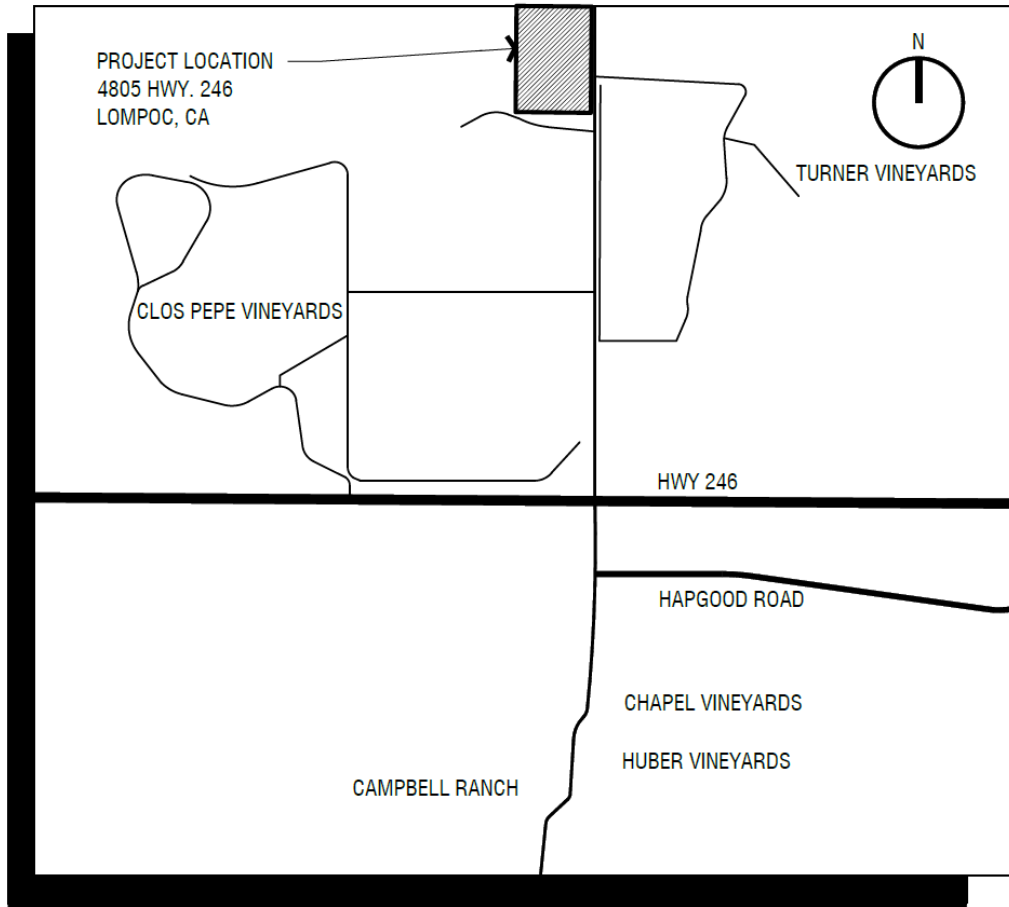 PROJECT LOCATION
4805 HWY. 246
LOMPOC, CA
N
TURNER VINEYARDS
CLOS PEPE VINEYARDS
HWY 246
HAPGOOD ROAD
CHAPEL VINEYARDS
HUBER VINEYARDS
CAMPBELL RANCH